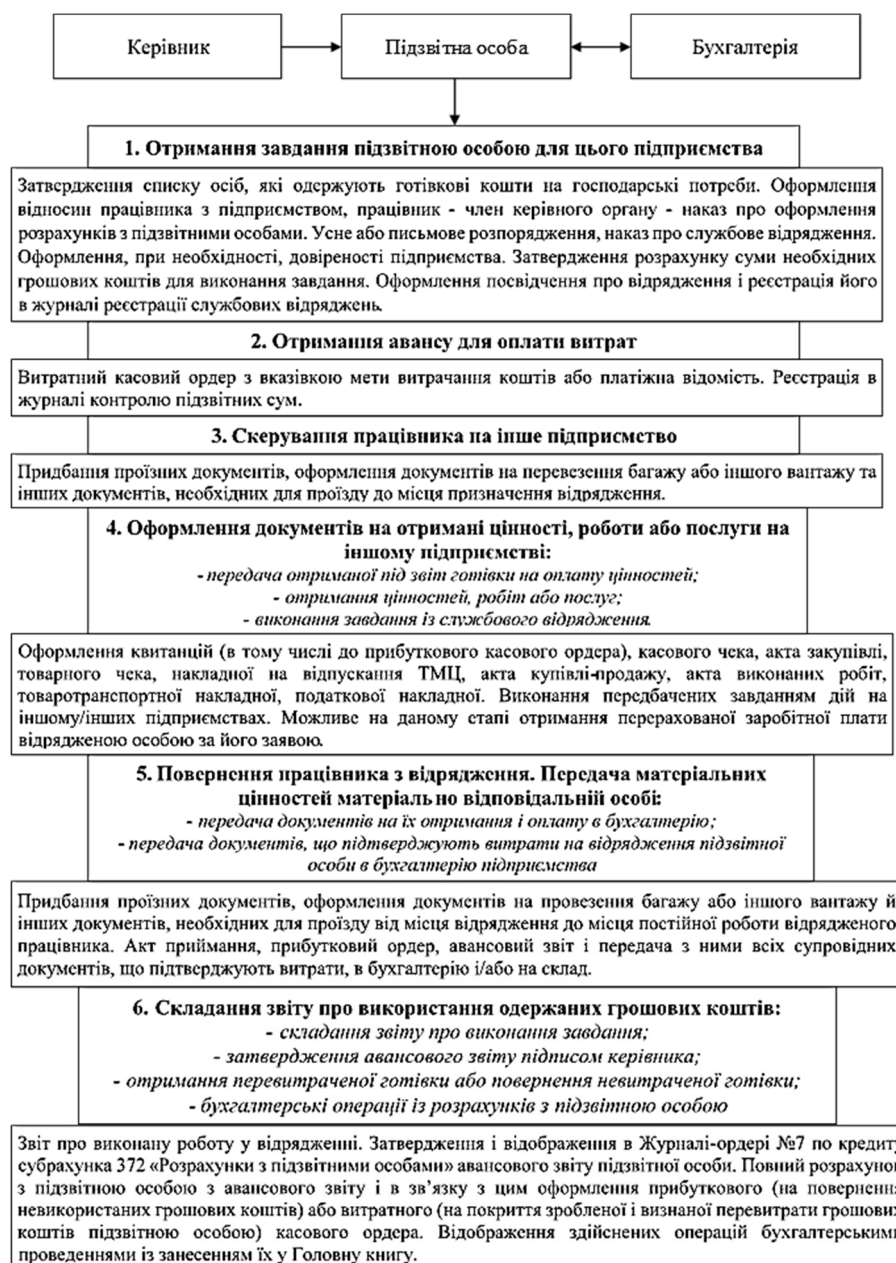 Керівник
Підзвітна особа
Бухгалтерія
1. Отримання завдання підзвітною особою для цього підприємства
Затвердження списку осіб, які одержують готівкові кошти на господарські потреби. Оформлення
відносин працівника з підприємством, працівник - член керівного органу - наказ про оформлення
розрахунків з підзвітними особами. Усне або письмове розпорядження, наказ про службове відрядження.
Оформлення, при необхідності, довіреності підприємства. Затвердження розрахунку суми необхідних
грошових коштів для виконання завдання. Оформлення посвідчення про відрядження і реєстрація його
в журналі реєстрації службових відряджень.
2. Отримання авансу для оплати витрат
Витратний касовий ордер з вказівкою мети витрачання коштів або платіжна відомість. Реєстрація в
журналі контролю підзвітних сум.
3. Скерування працівника на інше підприємство
Придбання проїзних документів, оформлення документів на перевезення багажу або іншого вантажу та
інших документів, необхідних для проїзду до місця призначення відрядження.
4. Оформлення документів на отримані цінності, роботи або послуги на
іншому підприємстві:
- передача отриманої під звіт готівки на оплату цінностей;
- отримання цінностей, робіт або послуг;
- виконання завдання із службового відрядження.
Оформлення квитанцій (в тому числі до прибуткового касового ордера), касового чека, акта закупівлі,
товарного чека, накладної на відпускання ТМЦ, акта купівлі-продажу, акта виконаних робіт,
товаротранспортної накладної, податкової накладної. Виконання передбачених завданням дій на
іншому/інших підприємствах. Можливе на даному етапі отримання перерахованої заробітної плати
відрядженою особою за його заявою.
5. Повернення працівника з відрядження. Передача матеріальних
цінностей матеріально відповідальній особі:
- передача документів на їх отримання і оплату в бухгалтерію;
- передача документів, що підтверджують витрати на відрядження підзвітної
особи в бухгалтерію підприємства
Придбання проїзних документів, оформлення документів на провезення багажу або іншого вантажу й
інших документів, необхідних для проїзду від місця відрядження до місця постійної роботи відрядженого
працівника. Акт приймання, прибутковий ордер, авансовий звіт і передача з ними всіх супровідних
документів, що підтверджують витрати, в бухгалтерію і/або на склад.
6. Складання звіту про використання одержаних грошових коштів:
- складання звіту про виконання завдання;
- затвердження авансового звіту підписом керівника;
- отримання перевитраченої готівки або повернення невитраченої готівки;
- бухгалтерські операції із розрахунків з підзвітною особою
Звіт про виконану роботу у відрядженні. Затвердження і відображення в Журналі-ордері №7 по кредиту
субрахунка 372 «Розрахунки з підзвітними особами» авансового звіту підзвітної особи. Повний розрахунок
з підзвітною особою з авансового звіту і в зв’язку з цим оформлення прибуткового (на повернення
невикористаних грошових коштів) або витратного (на покриття зробленої і визнаної перевитрати грошових
коштів підзвітною особою) касового ордера. Відображення здійснених операцій бухгалтерськими
проведеннями із занесенням їх у Головну книгу.